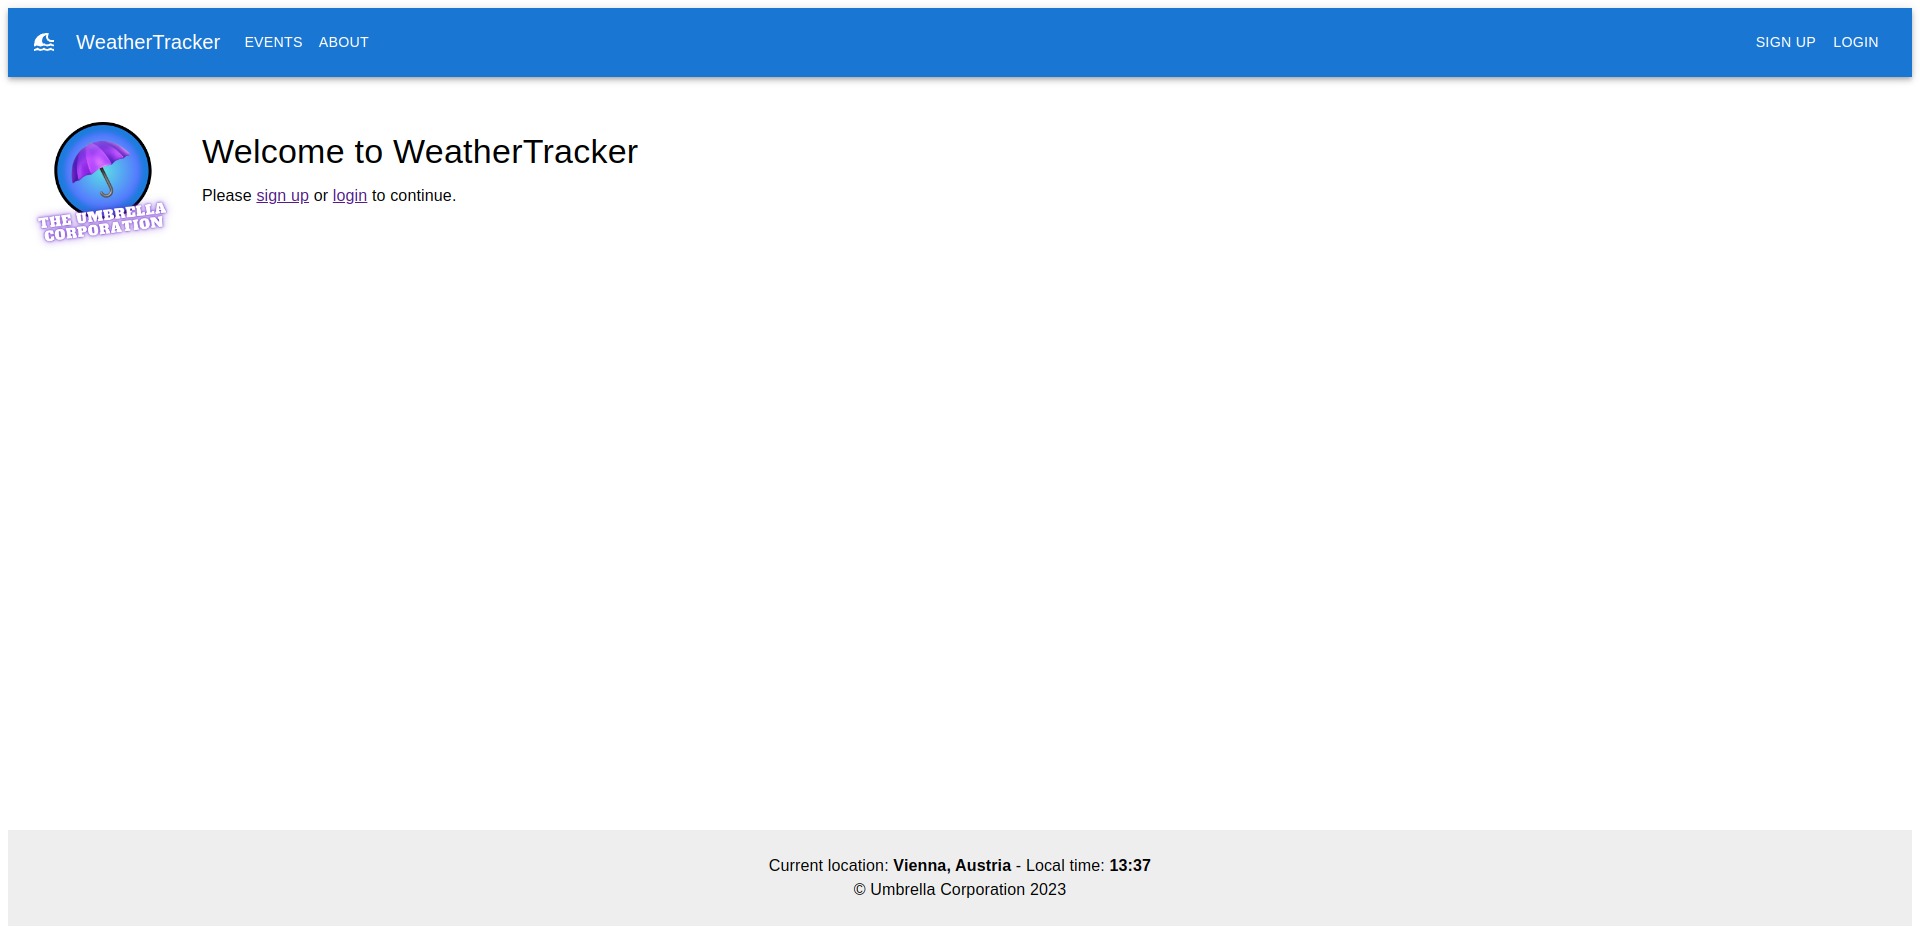 WeatherTracker EVENTS ABOUT SIGN UP LOGIN
THE UMBRELLA
CORPORATION
Welcome to WeatherTracker
Please sign up or login to continue.
Current location: Vienna, Austria - Local time: 13:37
© Umbrella Corporation 2023